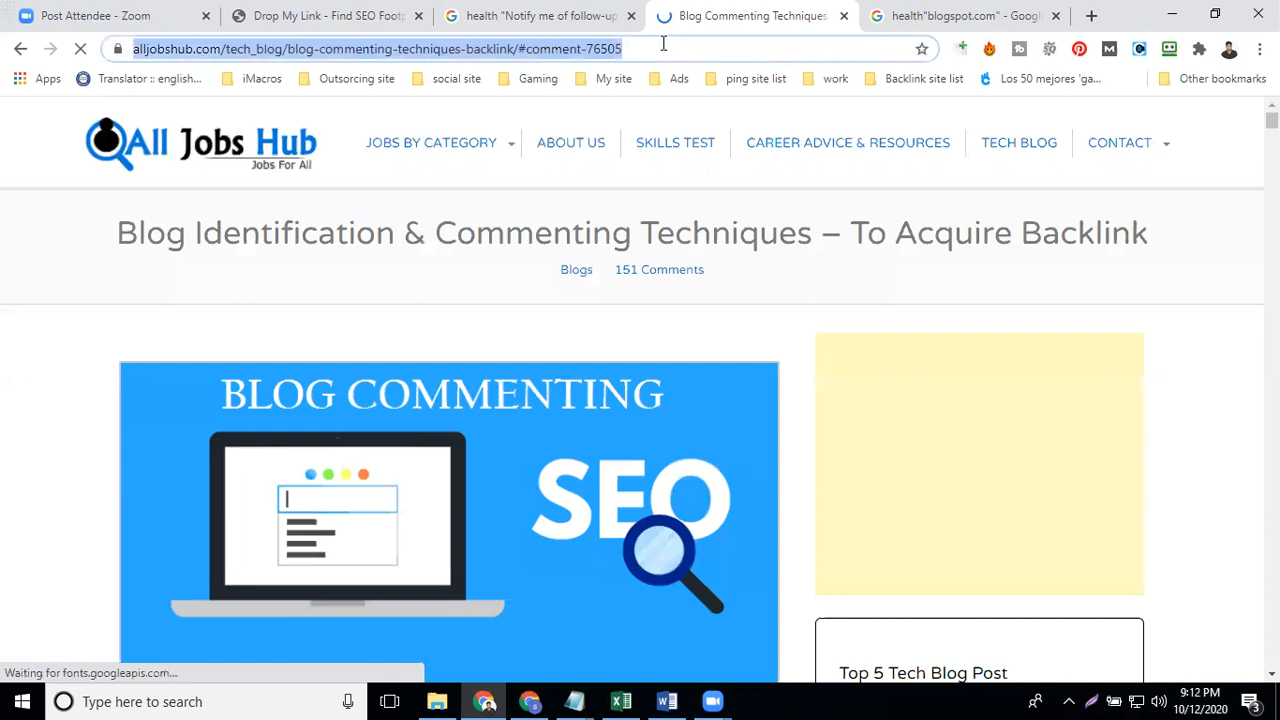 Post Attendee - Zoom
Drop My Link - Find SEO Footp
health "Notify me of follow-up
Blog Commenting Techniques
health"blogspot.com" - Google
alljobshub.com/tech_blog/blog-commenting-techniques-backlink/#comment-76505
Apps
Translator :: english...
iMacros
Outsorcing site
social site
Gaming
My site
Ads
ping site list
work
Backlink site list
Los 50 mejores 'ga...
Other bookmarks
All Jobs Hub
Jobs For All
JOBS BY CATEGORY
ABOUT US
SKILLS TEST
CAREER ADVICE & RESOURCES
TECH BLOG
CONTACT
Blog Identification & Commenting Techniques – To Acquire Backlink
Blogs
151 Comments
BLOG COMMENTING
SEO
Top 5 Tech Blog Post
Waiting for fonts.googleapis.com...
Type here to search
9:12 PM
10/12/2020
3